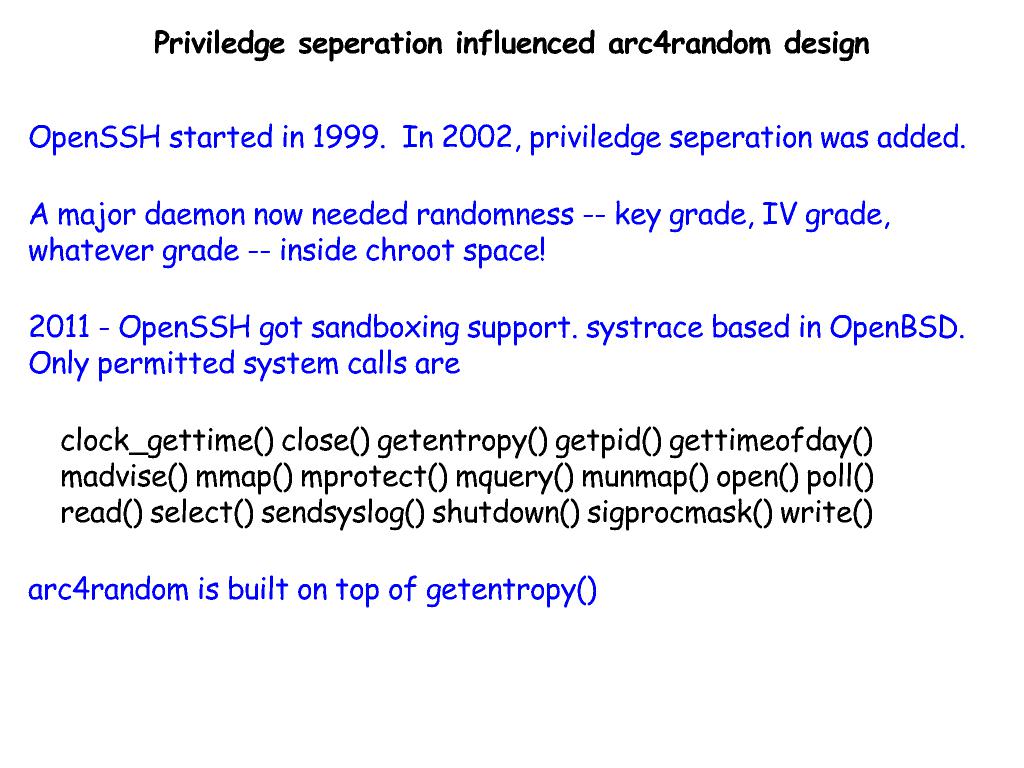 Priviledge seperation influenced arc4random design
OpenSSH started in 1999.  In 2002, priviledge seperation was added.
A major daemon now needed randomness -- key grade, IV grade,
whatever grade -- inside chroot space!
2011 - OpenSSH got sandboxing support. systrace based in OpenBSD.
Only permitted system calls are
clock_gettime() close() getentropy() getpid() gettimeofday()
madvise() mmap() mprotect() mquery() munmap() open() poll()
read() select() sendsyslog() shutdown() sigprocmask() write()
arc4random is built on top of getentropy()